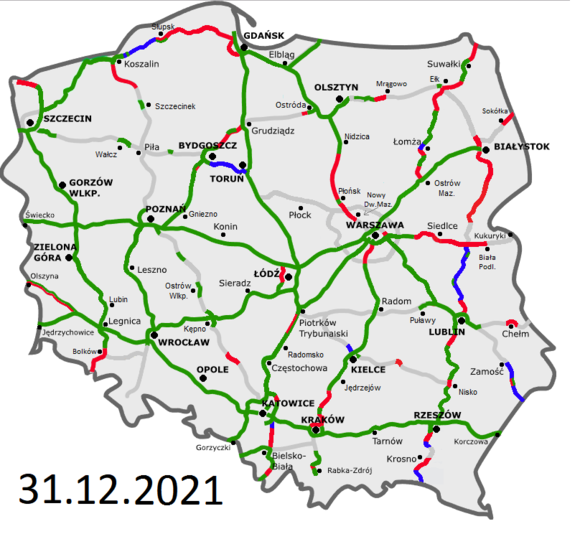 GDAŃSK
Słupsk
Elbląg
Koszalin
Suwałki
Ełk
OLSZTYN
Mrągowo
Szczecinek
Ostróda
Sokółka
SZCZECIN
Grudziądz
Nidzica
Łomża
BIAŁYSTOK
Wałcz
Piła
BYDGOSZCZ
TORUŃ
GORZÓW
WLKP.
Ostrów
Maz.
Płońsk
Nowy
Dw.Maz.
Świecko
POZNAŃ
Gniezno
Płock
Konin
WARSZAWA
Siedlce
Kukuryki
Biała
Podl.
ZIELONA
GÓRA
Olszyna
Leszno
ŁÓDŹ
Sieradz
Ostrów
Wlkp.
Lubin
Radom
Legnica
Kępno
Piotrków
Trybunalski
Puławy
LUBLIN
Chełm
Jędrzychowice
WROCŁAW
Bolków
Radomsko
Częstochowa
KIELCE
Zamość
OPOLE
Jędrzejów
Nisko
KATOWICE
KRAKÓW
RZESZÓW
Gorzyczki
Tarnów
Korczowa
Bielsko-
Biała
Rabka-Zdrój
Krosno
31.12.2021